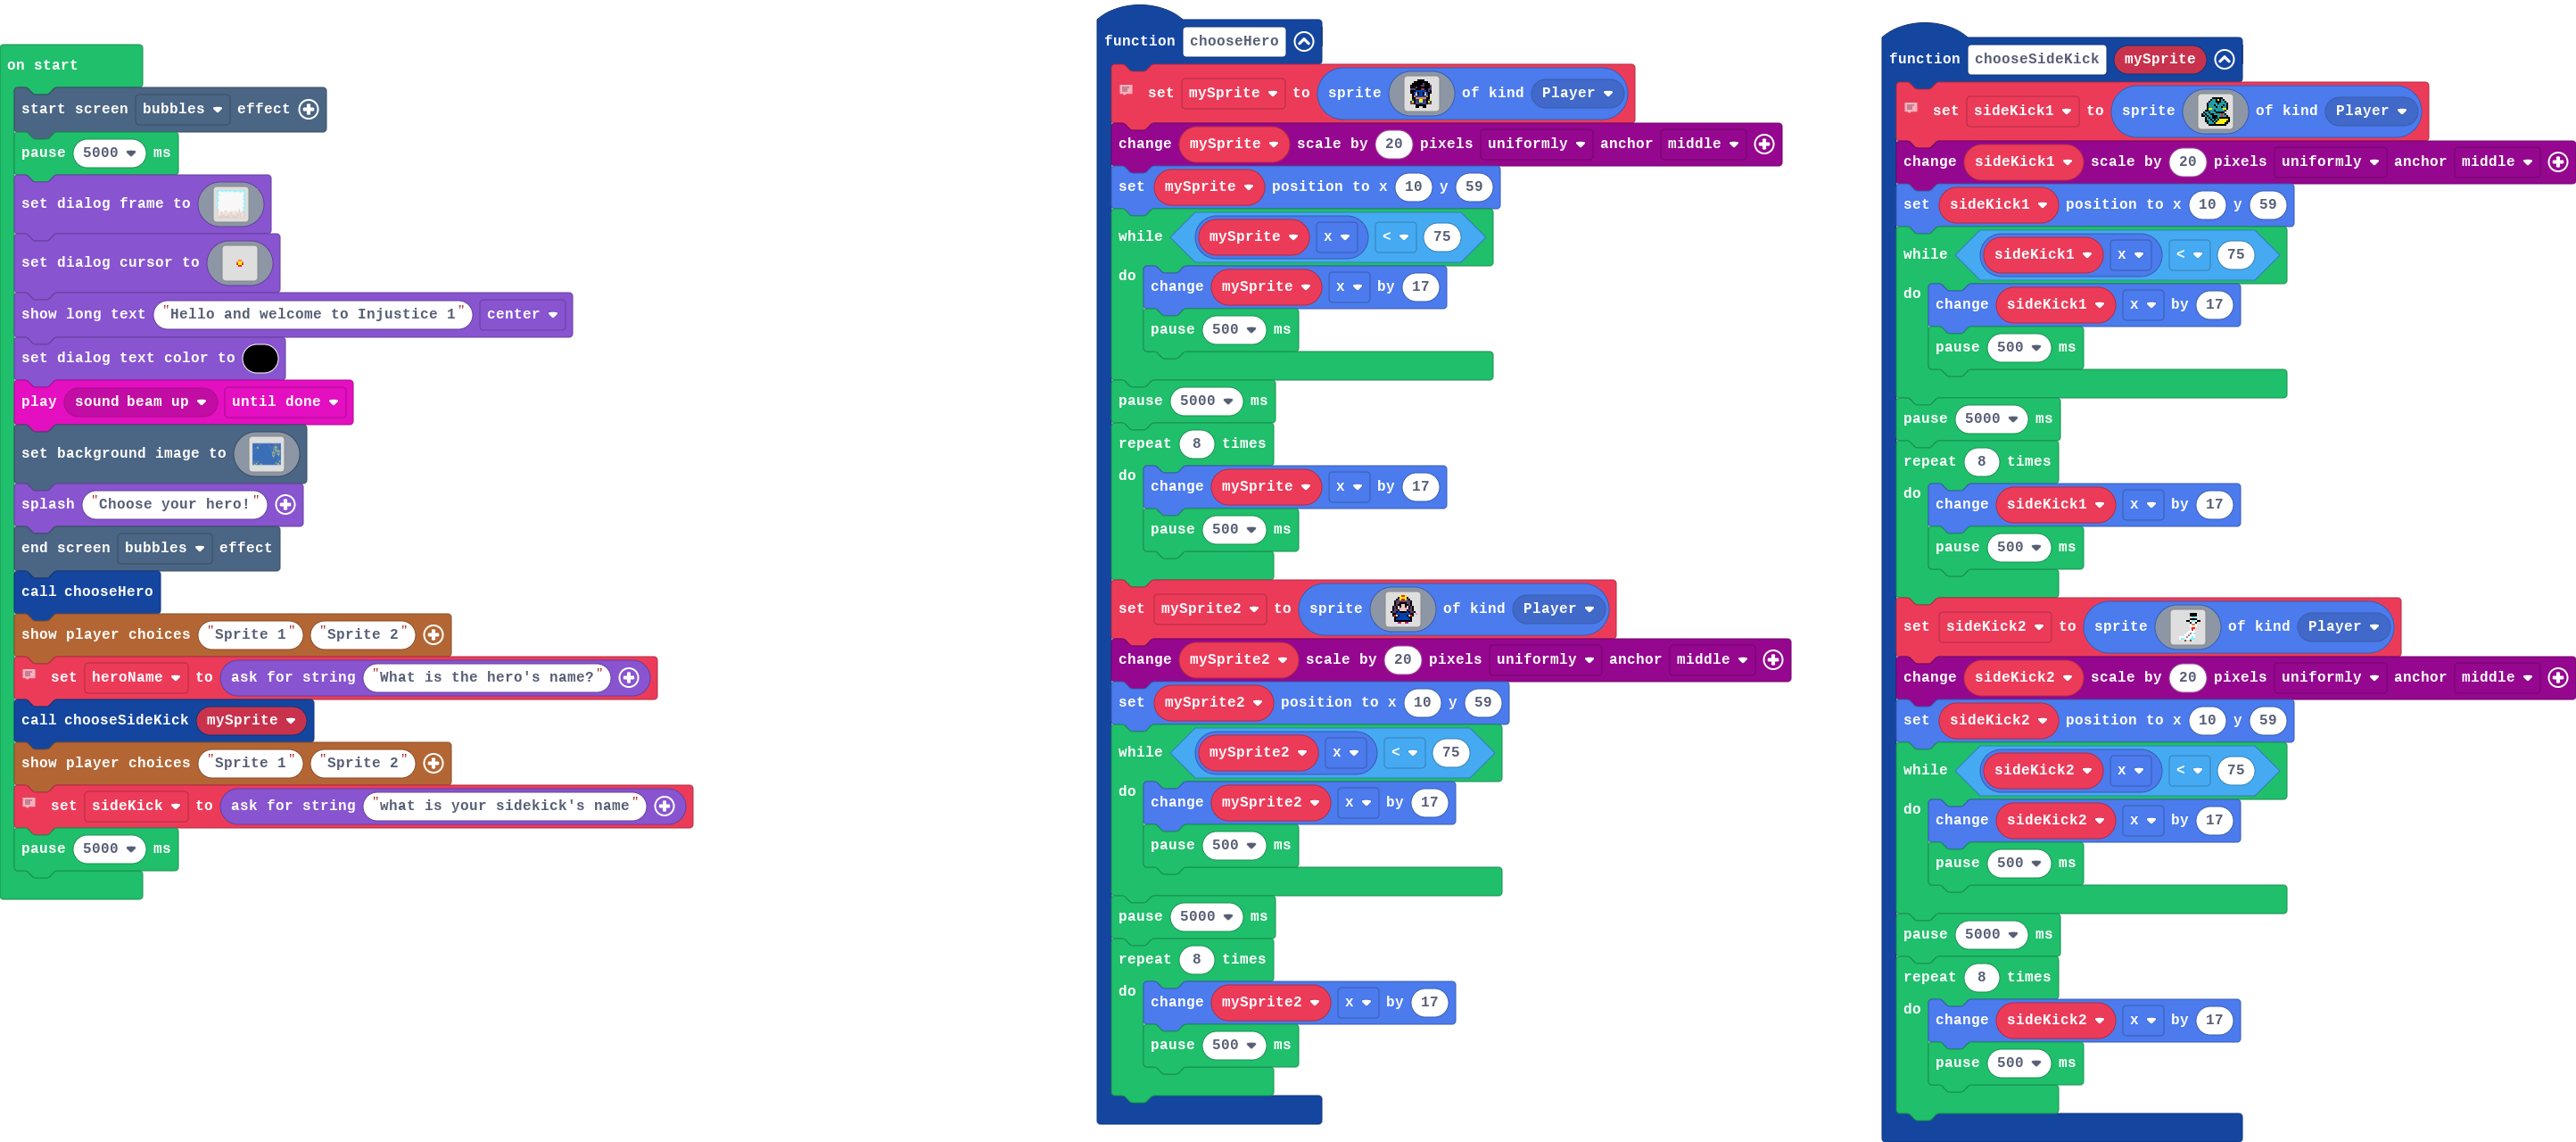 on start
start screen bubbles effect
pause 5000 ms
set dialog frame to
set dialog cursor to
show long text "Hello and welcome to Injustice 1" center
set dialog text color to
play sound beam up until done
set background image to
splash "Choose your hero!"
end screen bubbles effect
call chooseHero
show player choices "Sprite 1" "Sprite 2"
set heroName to ask for string "What is the hero's name?"
call chooseSideKick mySprite
show player choices "Sprite 1" "Sprite 2"
set sideKick to ask for string "what is your sidekick's name"
pause 5000 ms
function chooseHero
set mySprite to sprite of kind Player
change mySprite scale by 20 pixels uniformly anchor middle
set mySprite position to x 10 y 59
while mySprite x < 75
do change mySprite x by 17
pause 500 ms
pause 5000 ms
repeat 8 times
do change mySprite x by 17
pause 500 ms
set mySprite2 to sprite of kind Player
change mySprite2 scale by 20 pixels uniformly anchor middle
set mySprite2 position to x 10 y 59
while mySprite2 x < 75
do change mySprite2 x by 17
pause 500 ms
pause 5000 ms
repeat 8 times
do change mySprite2 x by 17
pause 500 ms
function chooseSideKick mySprite
set sideKick1 to sprite of kind Player
change sideKick1 scale by 20 pixels uniformly anchor middle
set sideKick1 position to x 10 y 59
while sideKick1 x < 75
do change sideKick1 x by 17
pause 500 ms
pause 5000 ms
repeat 8 times
do change sideKick1 x by 17
pause 500 ms
set sideKick2 to sprite of kind Player
change sideKick2 scale by 20 pixels uniformly anchor middle
set sideKick2 position to x 10 y 59
while sideKick2 x < 75
do change sideKick2 x by 17
pause 500 ms
pause 5000 ms
repeat 8 times
do change sideKick2 x by 17
pause 500 ms